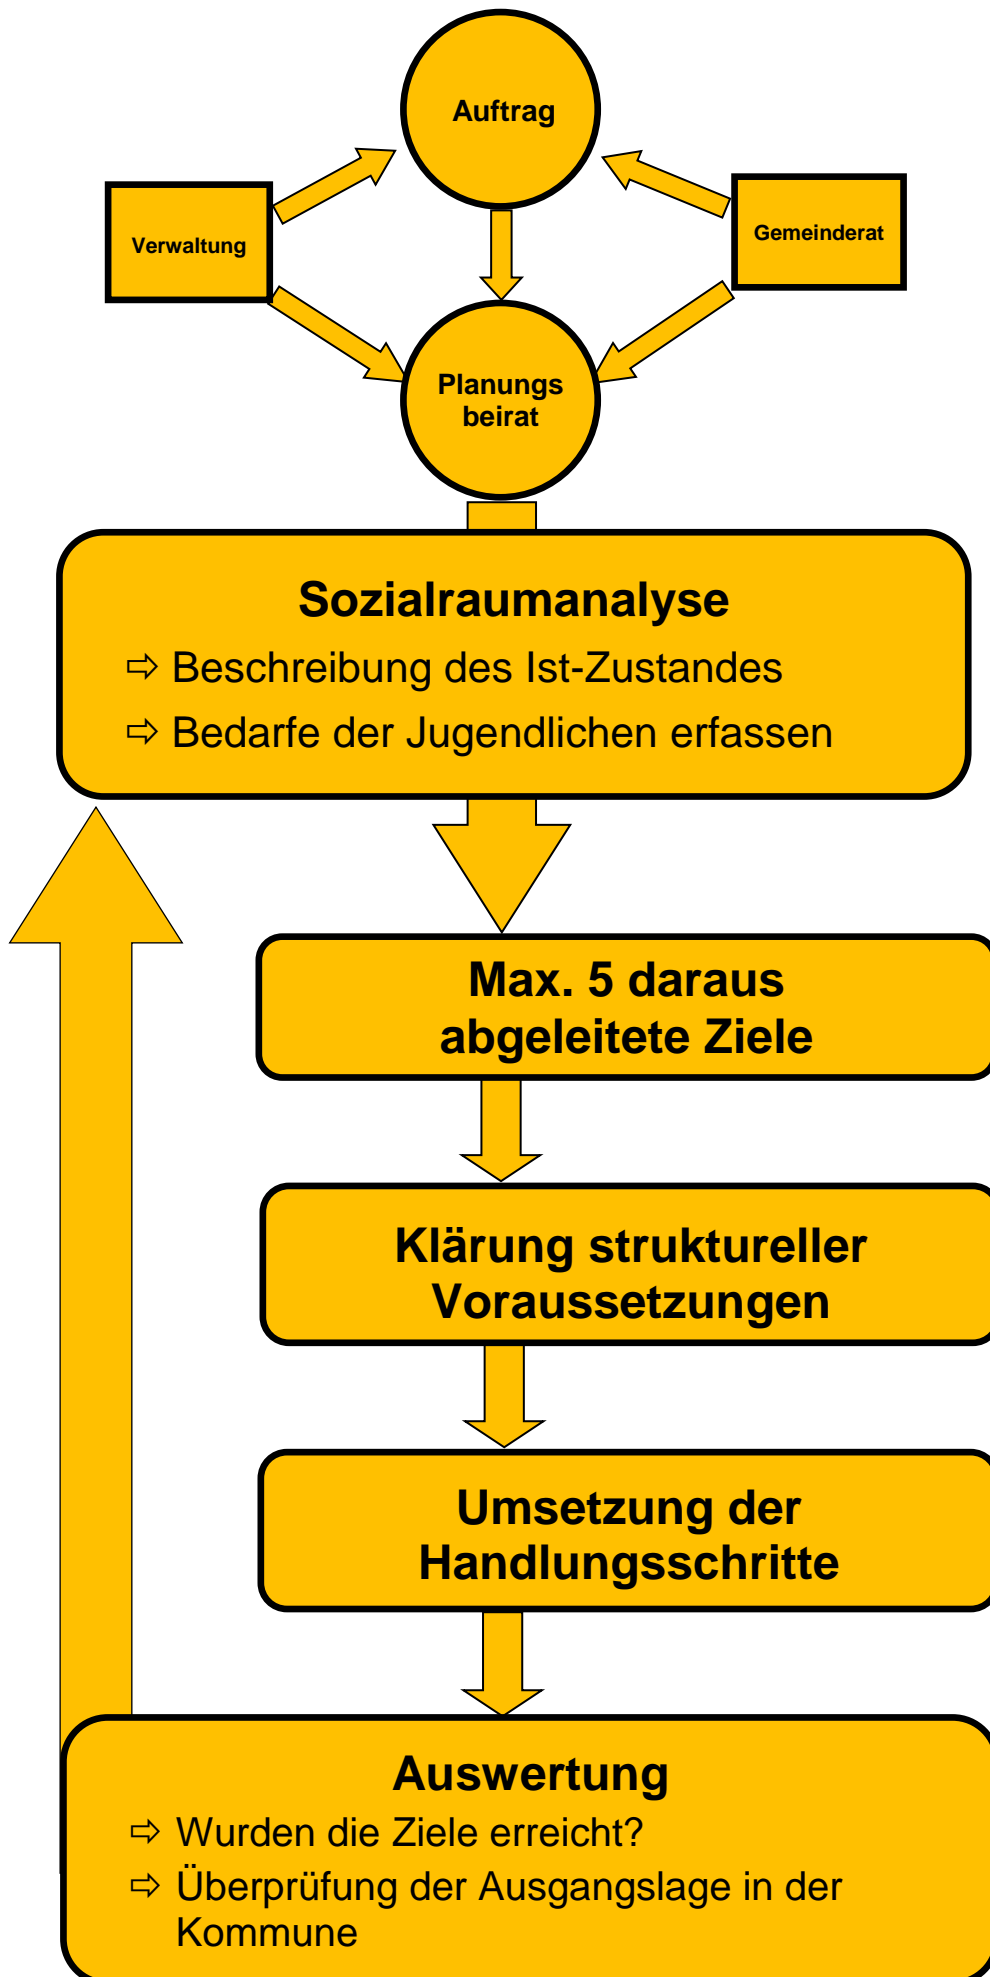 Auftrag
Verwaltung
Gemeinderat
Planungs
beirat
Sozialraumanalyse
⇨ Beschreibung des Ist-Zustandes
⇨ Bedarfe der Jugendlichen erfassen
Max. 5 daraus
abgeleitete Ziele
Klärung struktureller
Voraussetzungen
Umsetzung der
Handlungsschritte
Auswertung
⇨ Wurden die Ziele erreicht?
⇨ Überprüfung der Ausgangslage in der
Kommune